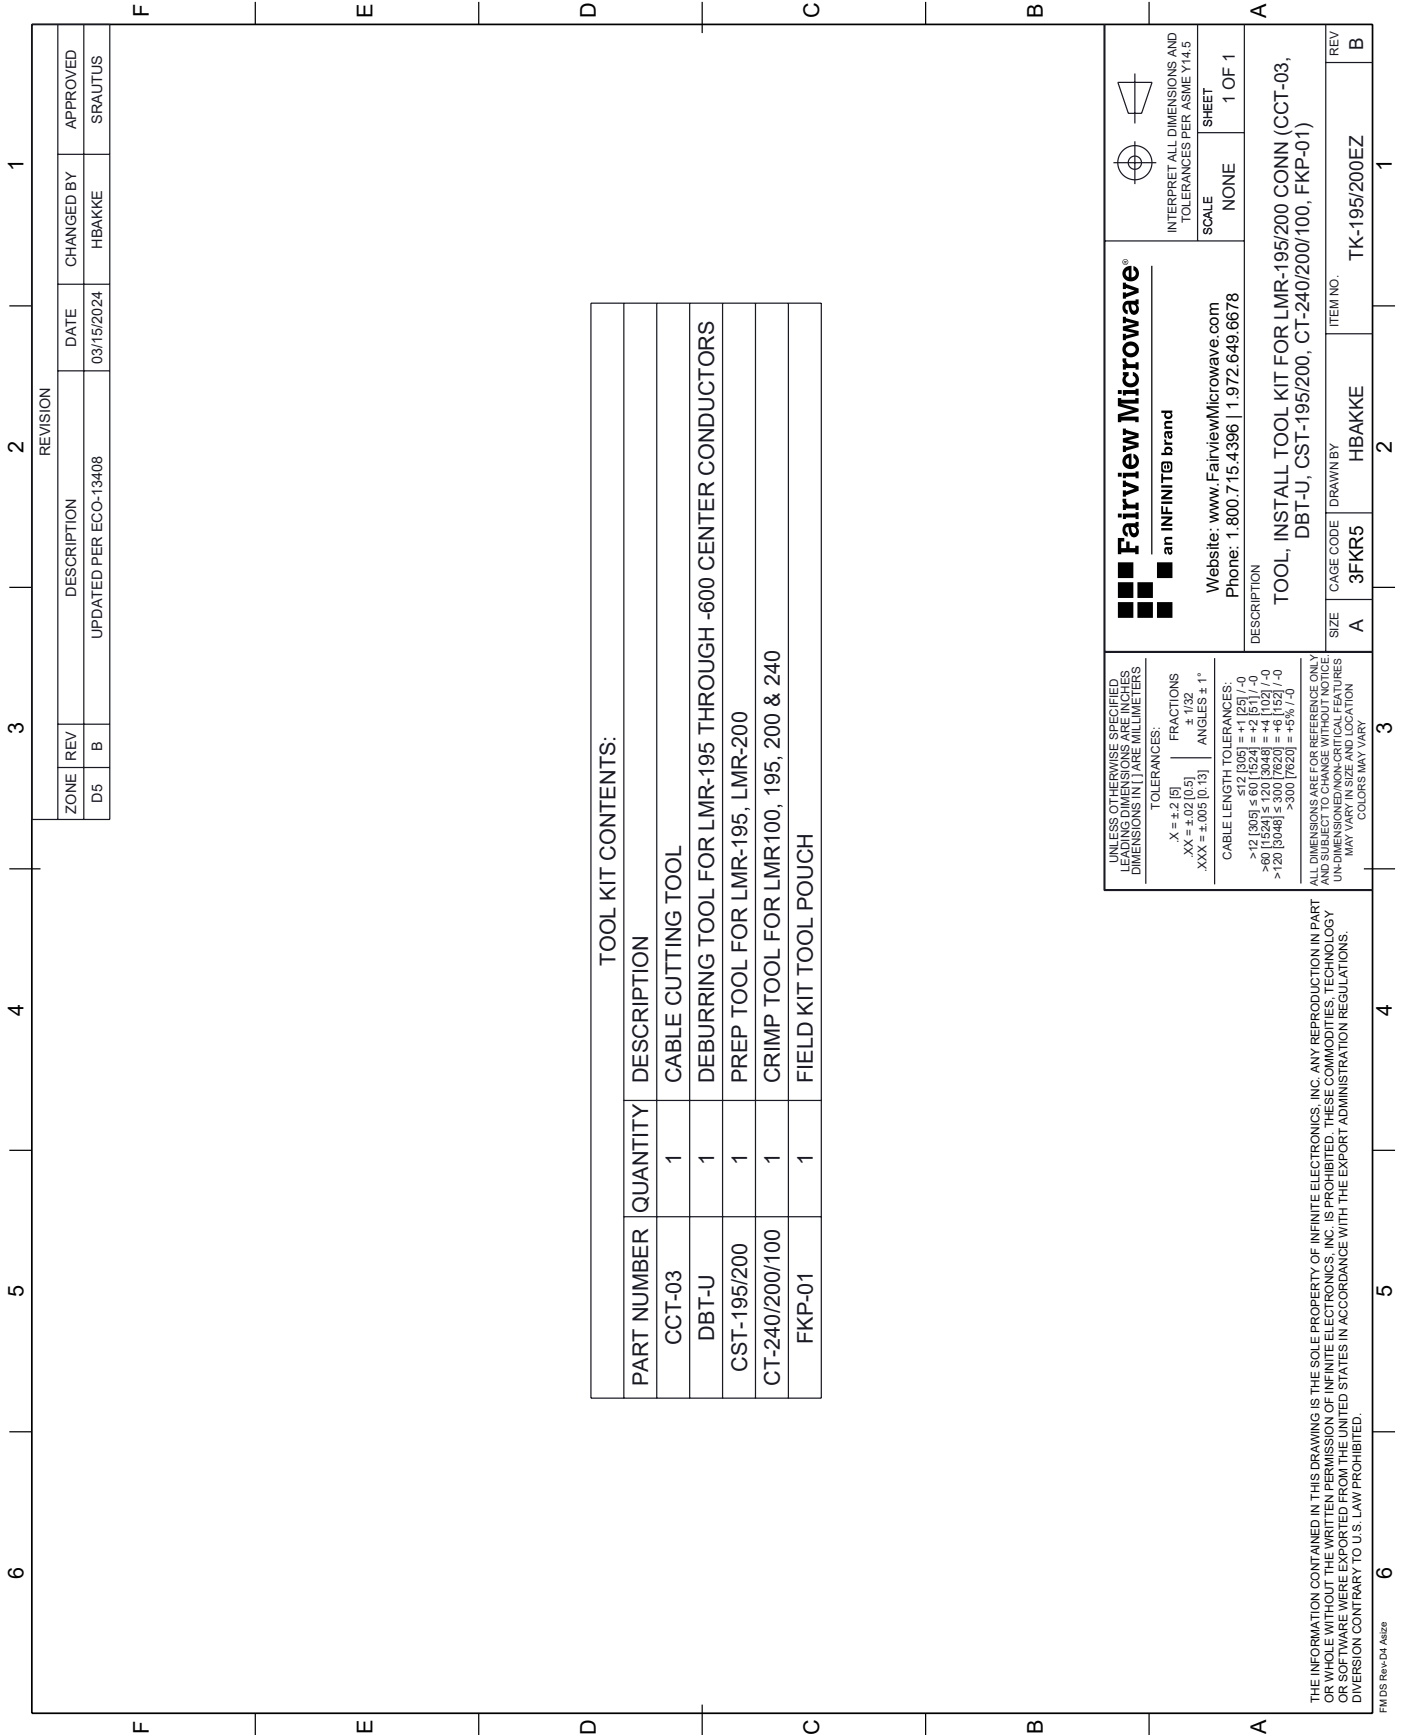 6 5 4 3 2 1
REVISION
ZONE REV DESCRIPTION DATE CHANGED BY APPROVED
D5 B UPDATED PER ECO-13408 03/15/2024 HBAKKE SRAUTUS
F F
E E
D D
C C
B B
A A
TOOL KIT CONTENTS:
PART NUMBER QUANTITY DESCRIPTION
CCT-03 1 CABLE CUTTING TOOL
DBT-U 1 DEBURRING TOOL FOR LMR-195 THROUGH -600 CENTER CONDUCTORS
CST-195/200 1 PREP TOOL FOR LMR-195, LMR-200
CT-240/200/100 1 CRIMP TOOL FOR LMR100, 195, 200 & 240
FKP-01 1 FIELD KIT TOOL POUCH
UNLESS OTHERWISE SPECIFIED
LEADING DIMENSIONS ARE INCHES
DIMENSIONS IN [ ] ARE MILLIMETERS
TOLERANCES:
.X = ±.2 [5] FRACTIONS
.XX = ±.02 [0.5] ± 1/32
.XXX = ±.005 [0.13] ANGLES ± 1°
CABLE LENGTH TOLERANCES:
≤12 [305] = +1 [25] / -0
>12 [305] ≤ 60 [1524] = +2 [51] / -0
>60 [1524] ≤ 120 [3048] = +4 [102] / -0
>120 [3048] ≤ 300 [7620] = +6 [152] / -0
>300 [7620] = +5% / -0
ALL DIMENSIONS ARE FOR REFERENCE ONLY
AND SUBJECT TO CHANGE WITHOUT NOTICE.
UN-DIMENSIONED/NON-CRITICAL FEATURES
MAY VARY IN SIZE AND LOCATION
COLORS MAY VARY
Fairview Microwave®
an INFINIT@ brand
Website: www.FairviewMicrowave.com
Phone: 1.800.715.4396 | 1.972.649.6678
INTERPRET ALL DIMENSIONS AND
TOLERANCES PER ASME Y14.5
SCALE SHEET
NONE 1 OF 1
DESCRIPTION
TOOL, INSTALL TOOL KIT FOR LMR-195/200 CONN (CCT-03,
DBT-U, CST-195/200, CT-240/200/100, FKP-01)
SIZE CAGE CODE DRAWN BY ITEM NO. REV
A 3FKR5 HBAKKE TK-195/200EZ B
THE INFORMATION CONTAINED IN THIS DRAWING IS THE SOLE PROPERTY OF INFINITE ELECTRONICS, INC. ANY REPRODUCTION IN PART
OR WHOLE WITHOUT THE WRITTEN PERMISSION OF INFINITE ELECTRONICS, INC. IS PROHIBITED. THESE COMMODITIES, TECHNOLOGY
OR SOFTWARE WERE EXPORTED FROM THE UNITED STATES IN ACCORDANCE WITH THE EXPORT ADMINISTRATION REGULATIONS.
DIVERSION CONTRARY TO U.S. LAW PROHIBITED.
FM DS Rev-D4 Asize
6 5 4 3 2 1